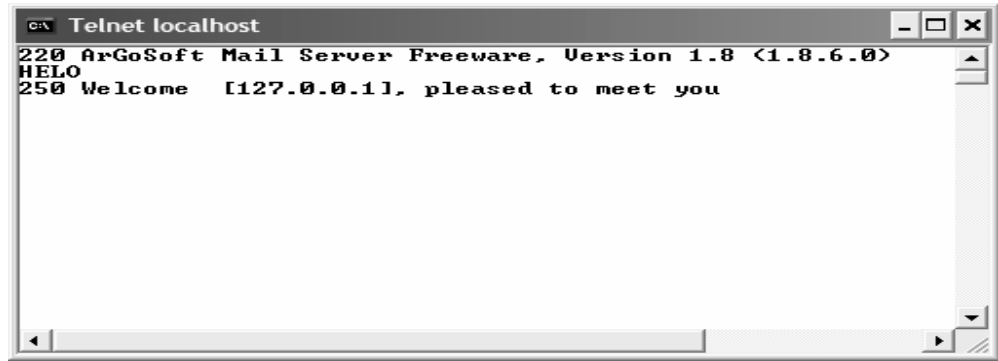 Telnet localhost
220 ArGoSoft Mail Server Freeware, Version 1.8 (1.8.6.0)
HELO
250 Welcome [127.0.0.1], pleased to meet you